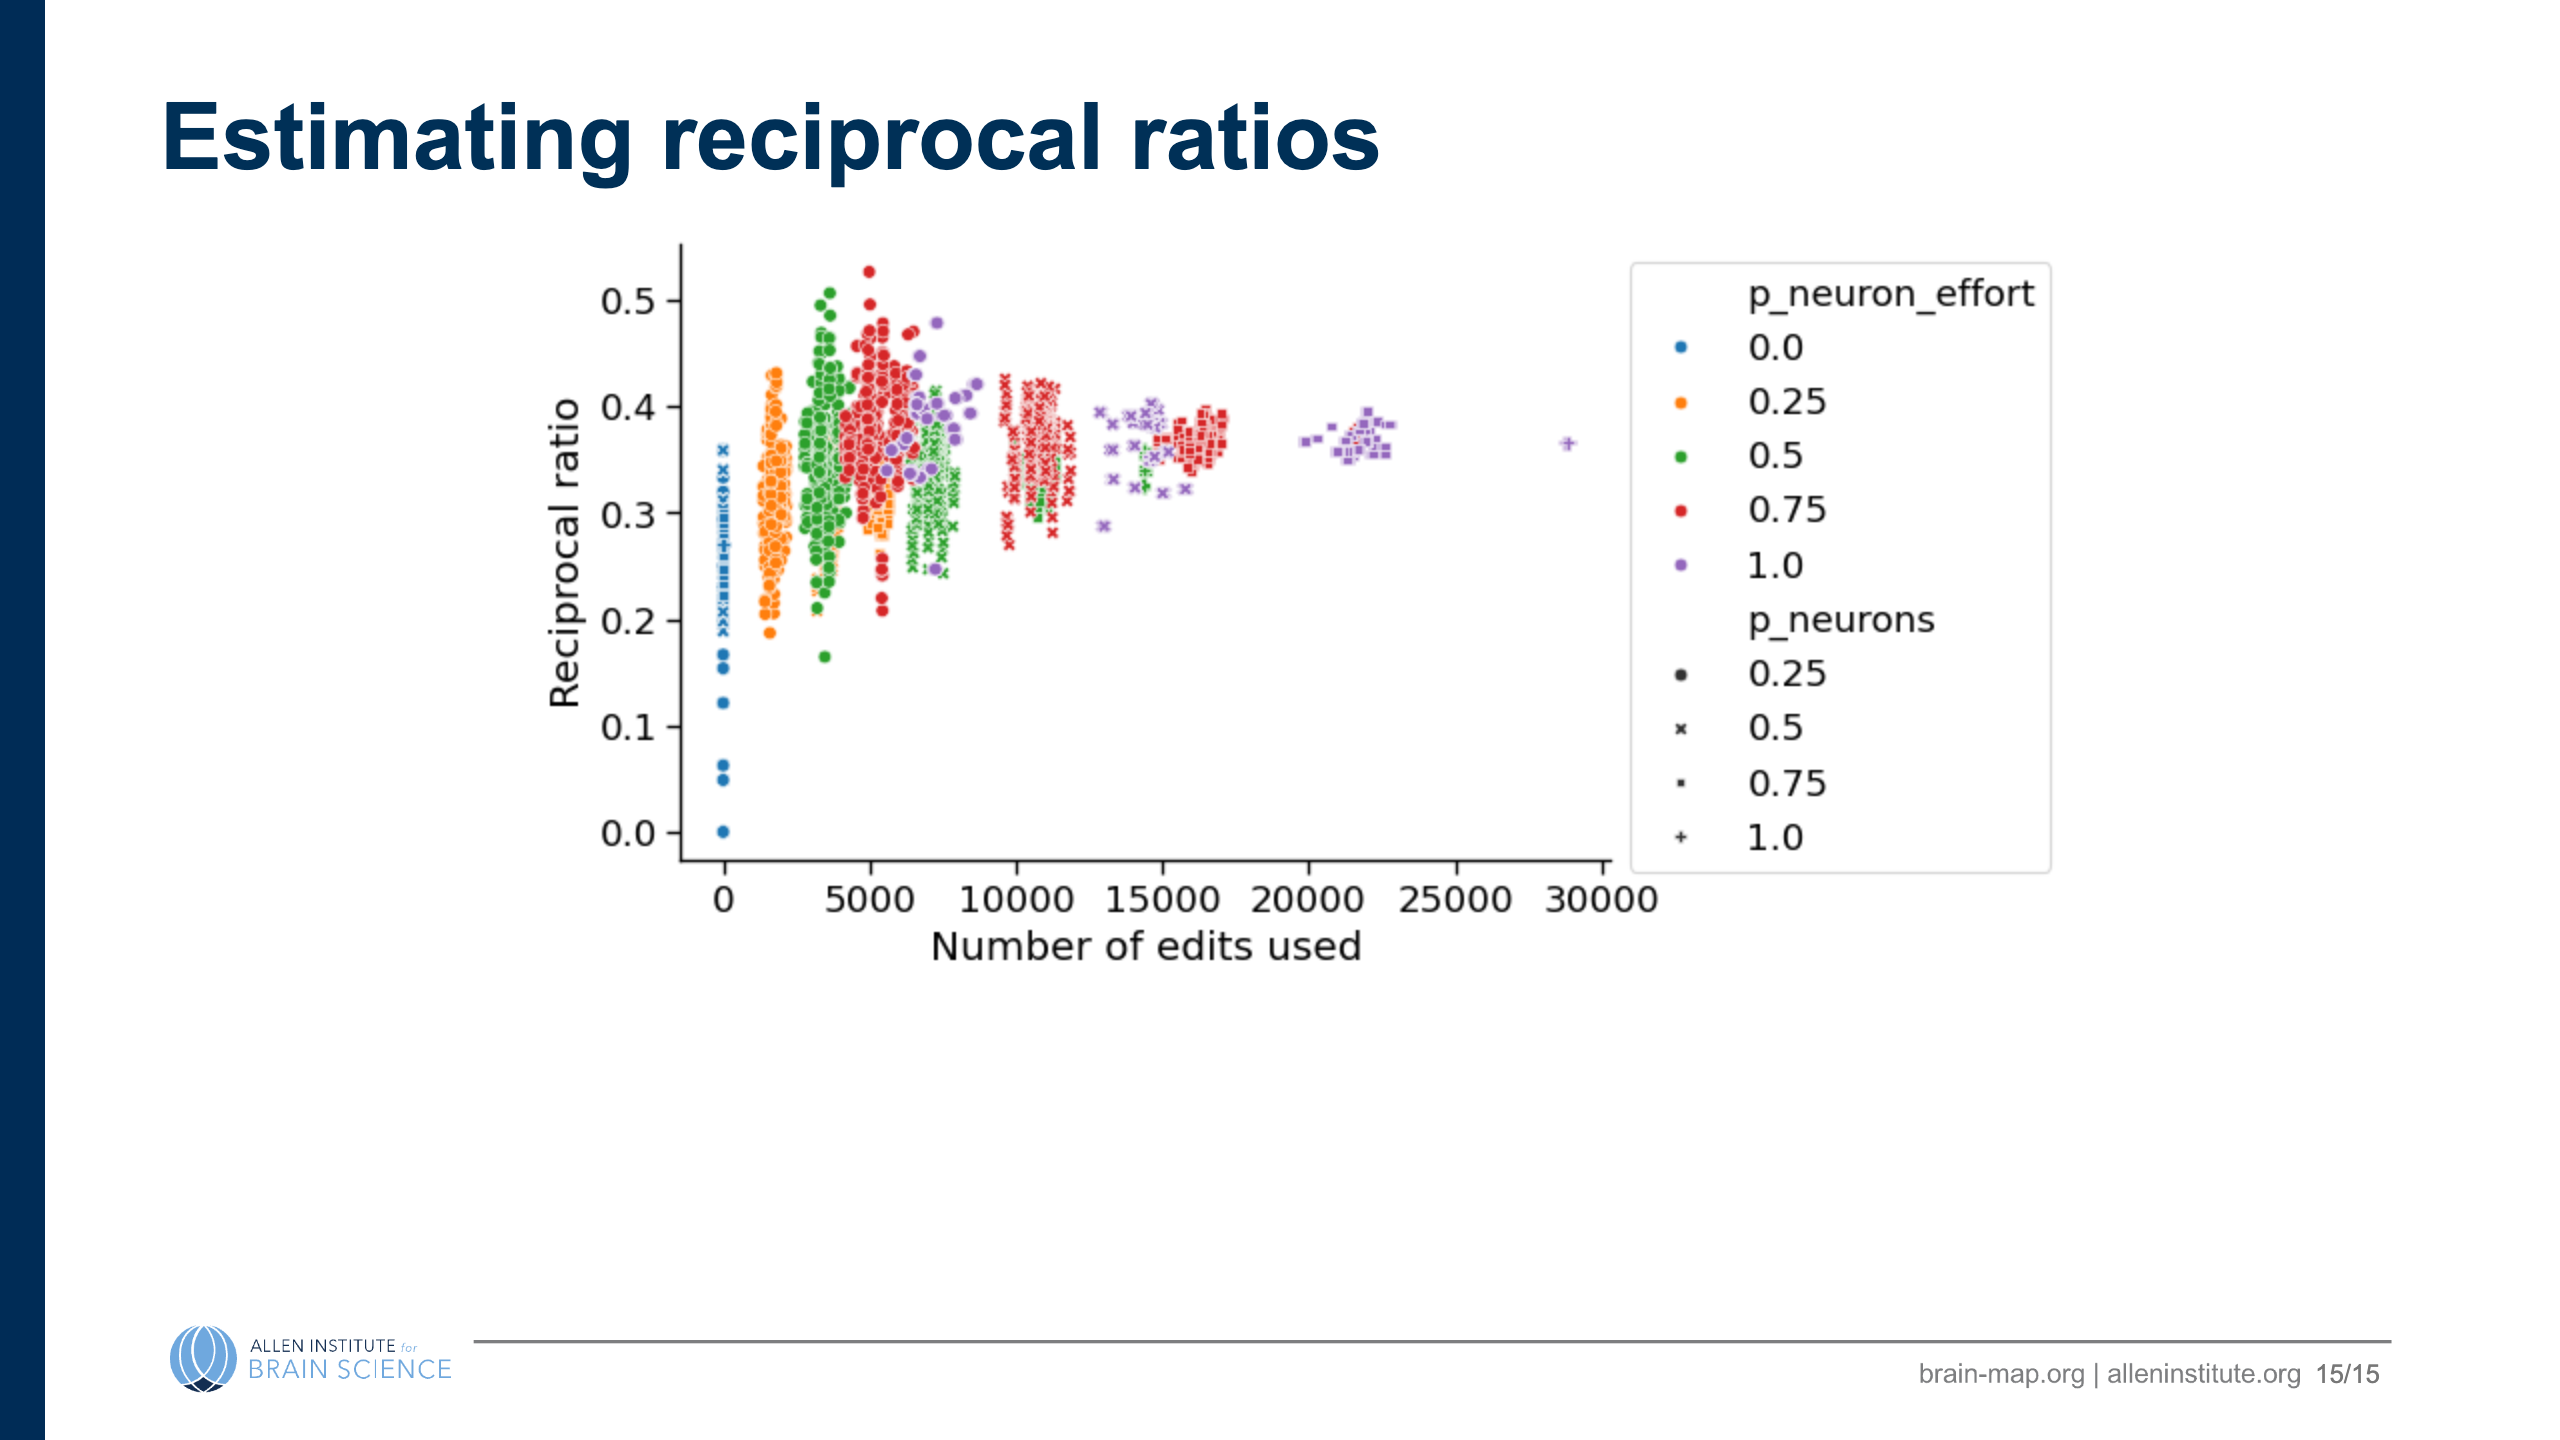 Estimating reciprocal ratios
Reciprocal ratio
0.5
0.4
0.3
0.2
0.1
0.0
0 5000 10000 15000 20000 25000 30000
Number of edits used
p_neuron_effort
0.0
0.25
0.5
0.75
1.0
p_neurons
0.25
0.5
0.75
1.0
ALLEN INSTITUTE for
BRAIN SCIENCE
brain-map.org | alleninstitute.org 15/15